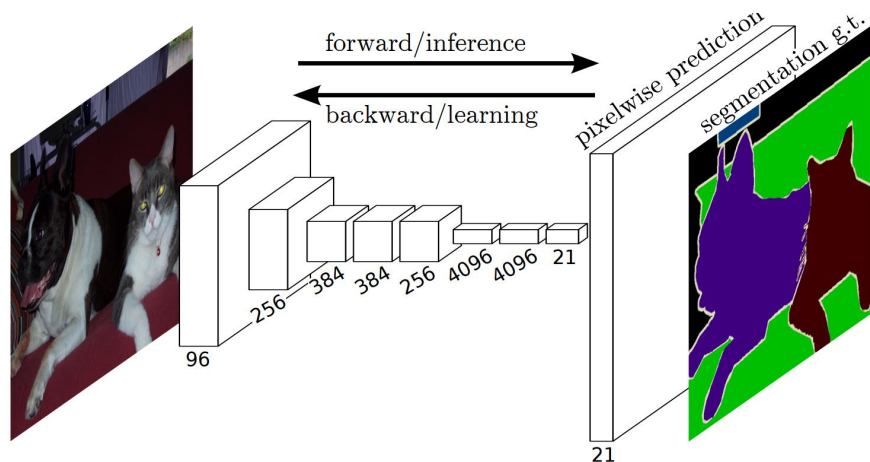 forward/inference
backward/learning
pixelwise prediction
segmentation g.t.
96
256
384
384
256
4096
4096
21
21